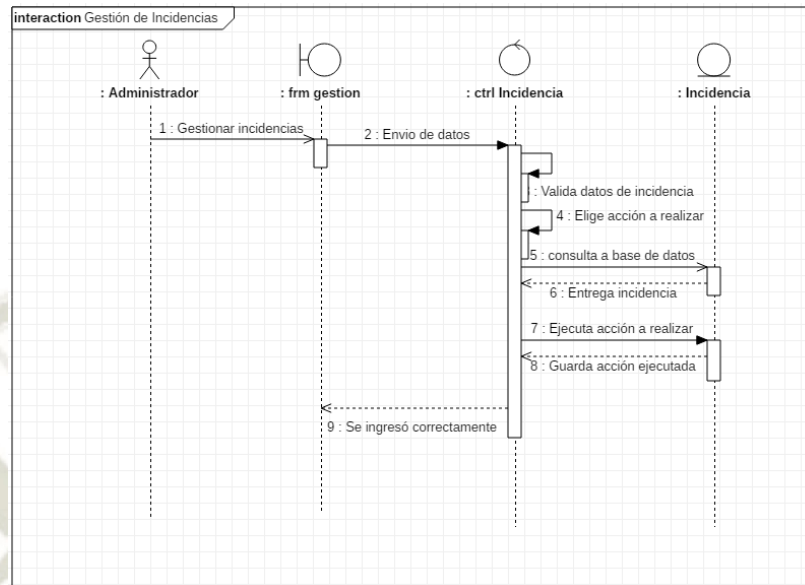 interaction Gestión de Incidencias
: Administrador
: frm gestion
: ctrl Incidencia
: Incidencia
1 : Gestionar incidencias
2 : Envio de datos
: Valida datos de incidencia
4 : Elige acción a realizar
5 : consulta a base de datos
6 : Entrega incidencia
7 : Ejecuta acción a realizar
8 : Guarda acción ejecutada
9 : Se ingresó correctamente